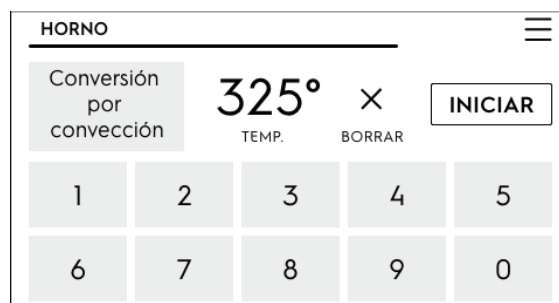 HORNO
Conversión
por
convección
325°
TEMP.
×
BORRAR
INICIAR
1 2 3 4 5
6 7 8 9 0